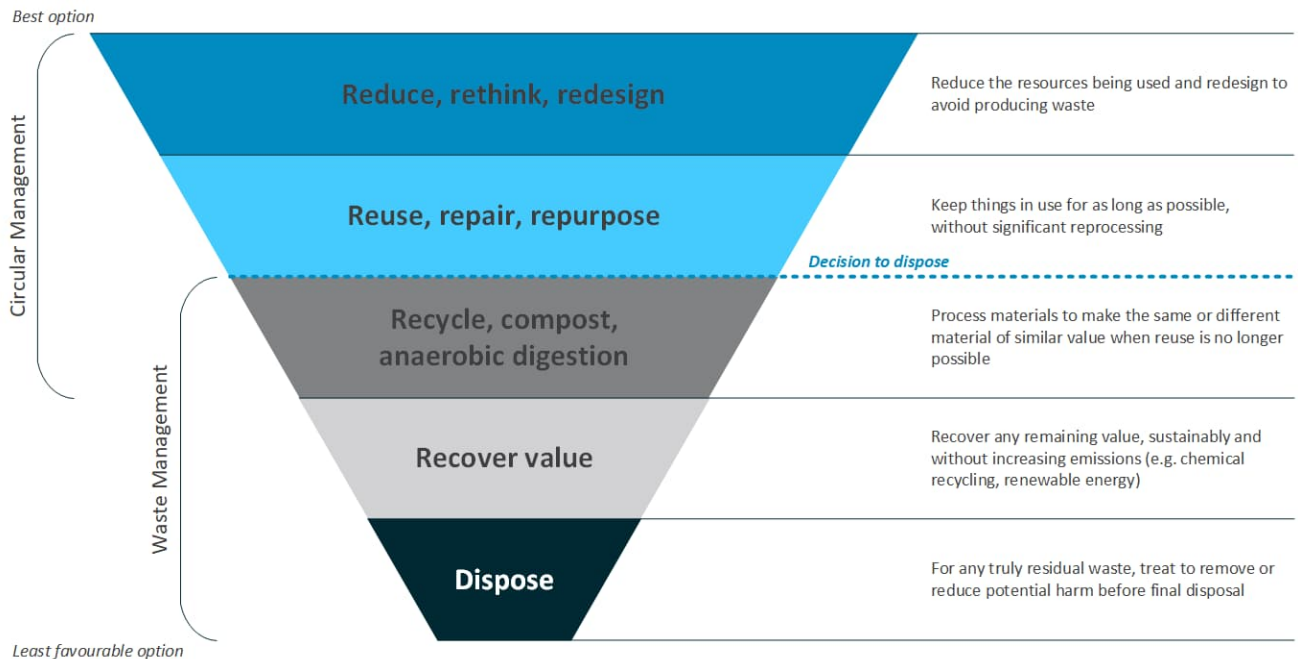 Best option
Circular Management
Waste Management
Reduce, rethink, redesign
Reduce the resources being used and redesign to
avoid producing waste
Reuse, repair, repurpose
Keep things in use for as long as possible,
without significant reprocessing
Decision to dispose
Recycle, compost,
anaerobic digestion
Process materials to make the same or different
material of similar value when reuse is no longer
possible
Recover value
Recover any remaining value, sustainably and
without increasing emissions (e.g. chemical
recycling, renewable energy)
Dispose
For any truly residual waste, treat to remove or
reduce potential harm before final disposal
Least favourable option